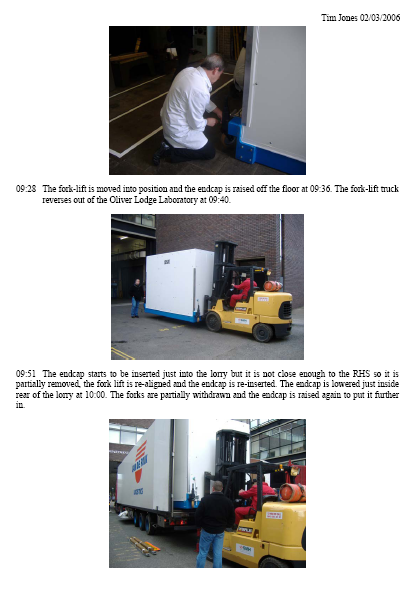 Tim Jones 02/03/2006
09:28 The fork-lift is moved into position and the endcap is raised off the floor at 09:36. The fork-lift truck
reverses out of the Oliver Lodge Laboratory at 09:40.
09:51 The endcap starts to be inserted just into the lorry but it is not close enough to the RHS so it is
partially removed, the fork lift is re-aligned and the endcap is re-inserted. The endcap is lowered just inside
rear of the lorry at 10:00. The forks are partially withdrawn and the endcap is raised again to put it further
in.